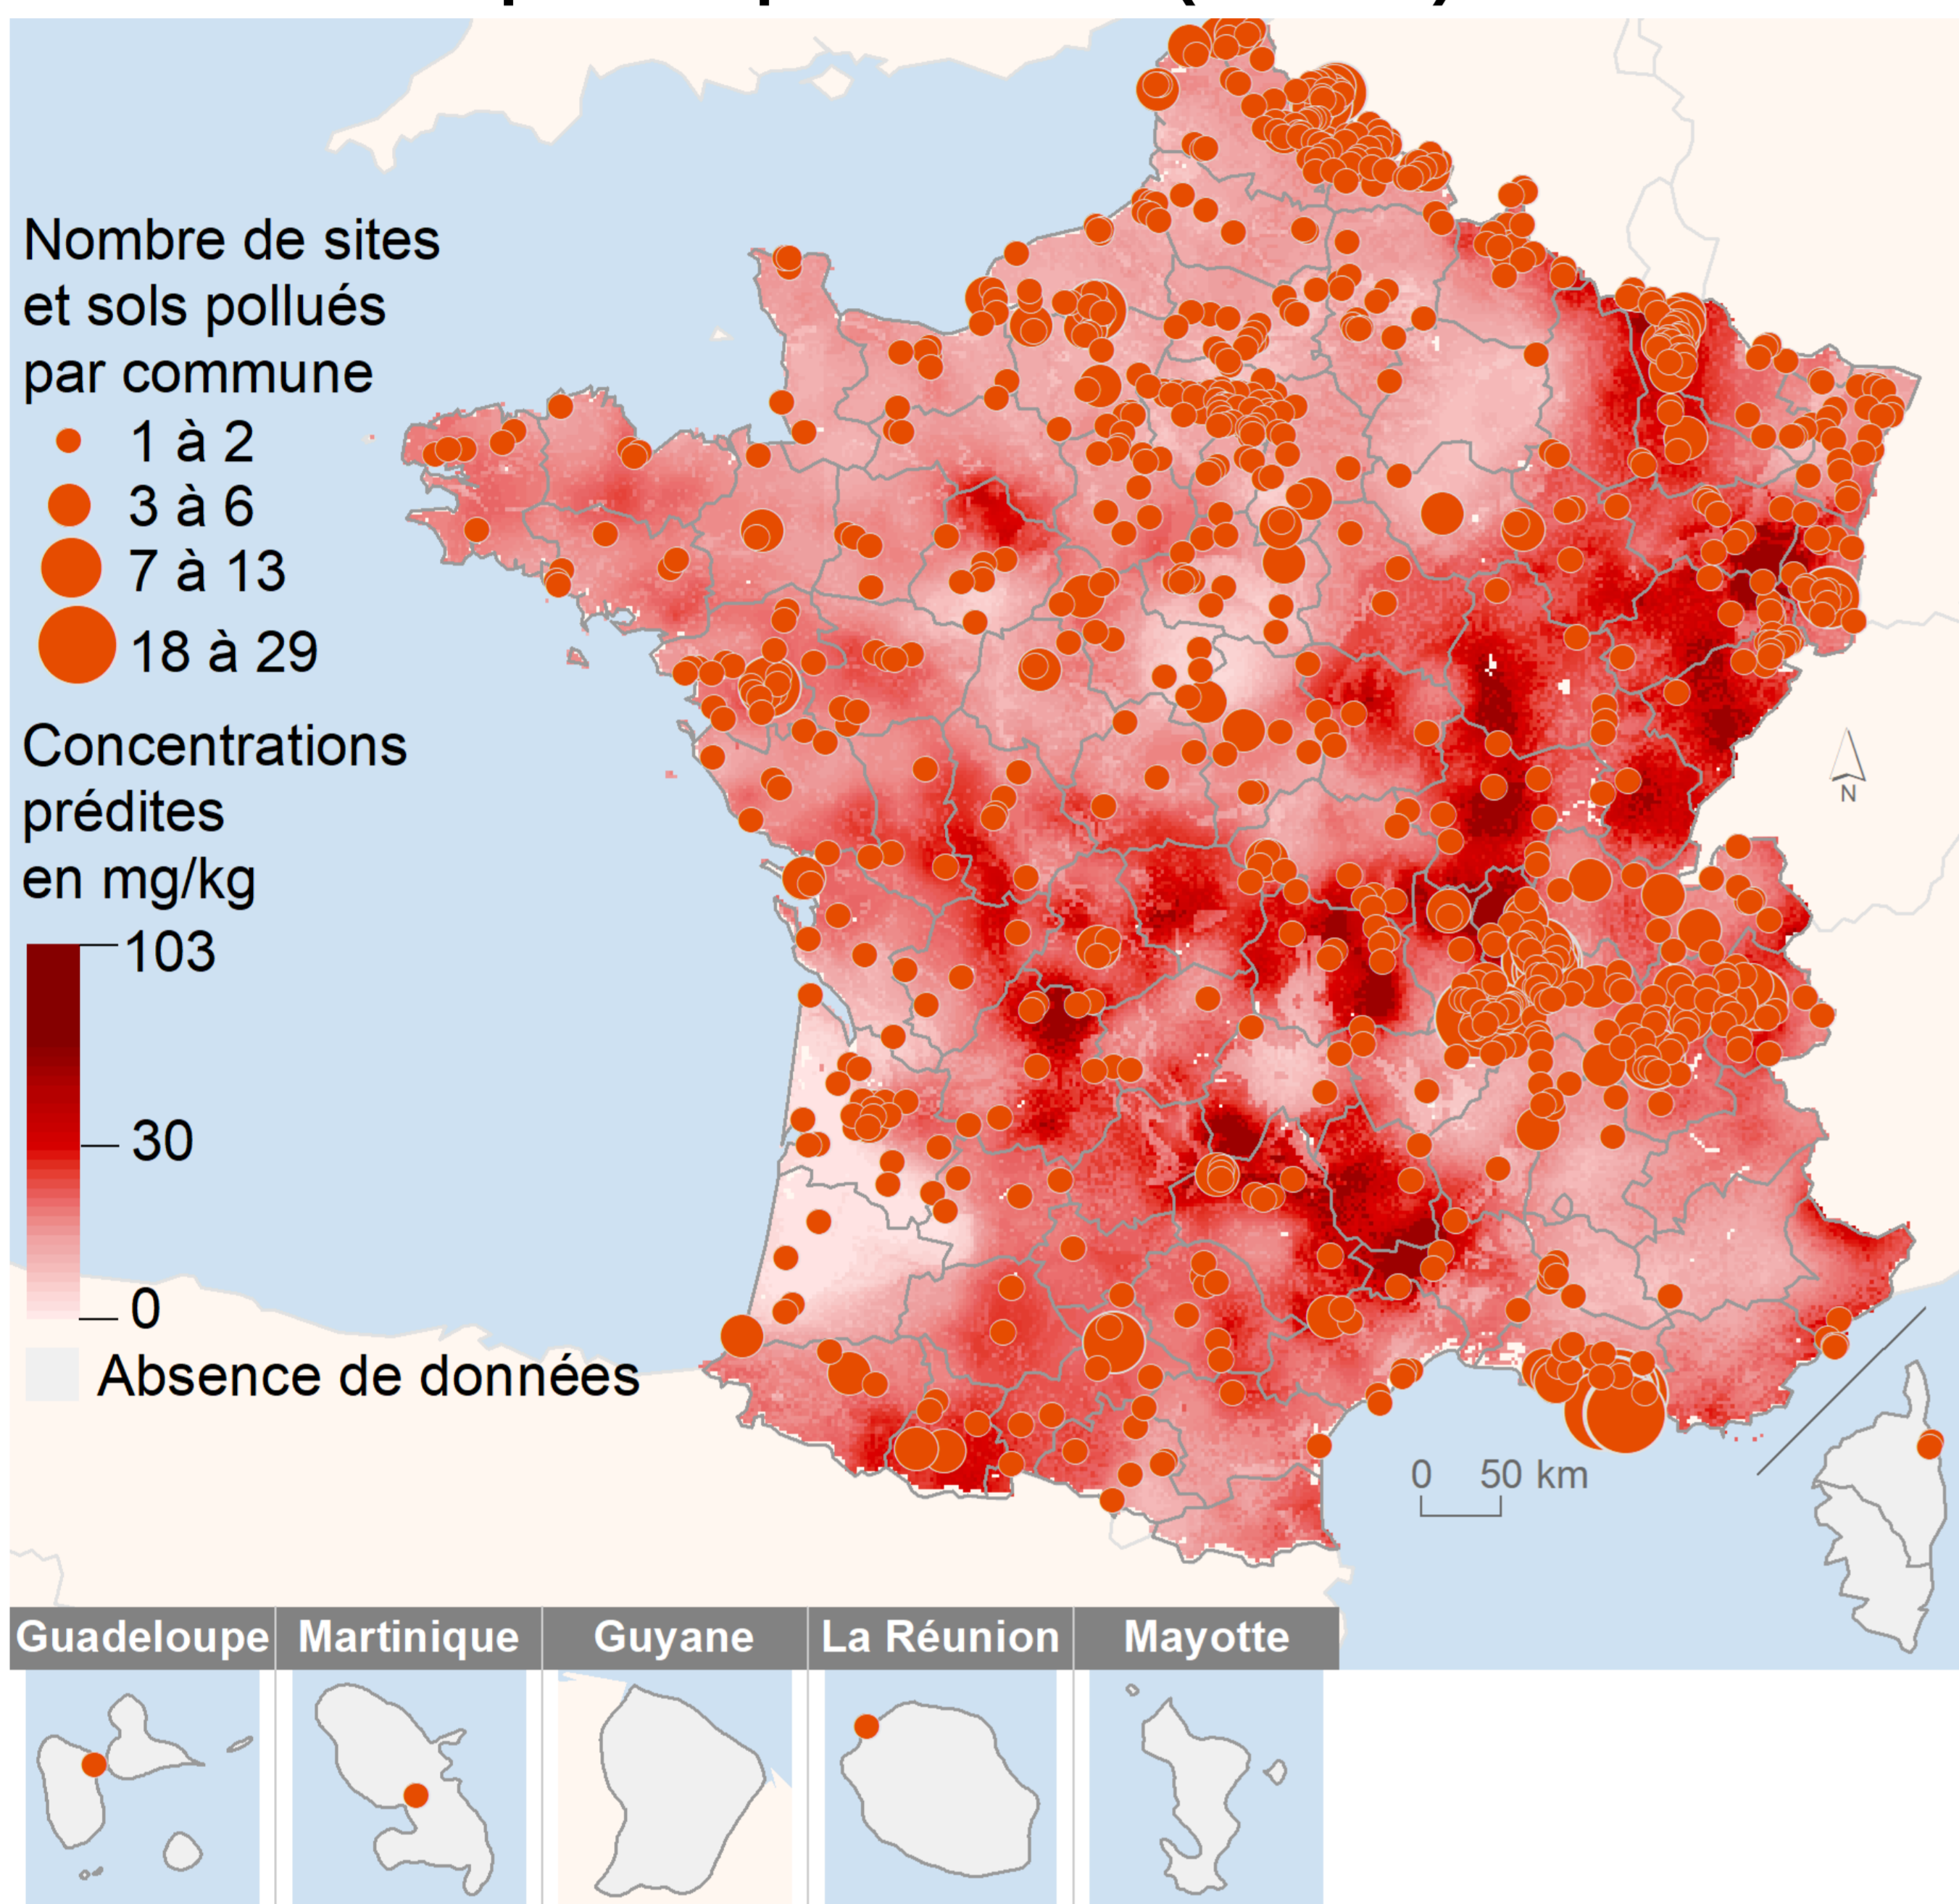 Nombre de sites
et sols pollués
par commune
1 à 2
3 à 6
7 à 13
18 à 29
Concentrations
prédites
en mg/kg
103
30
0
Absence de données
N
0 50 km
Guadeloupe Martinique Guyane La Réunion Mayotte